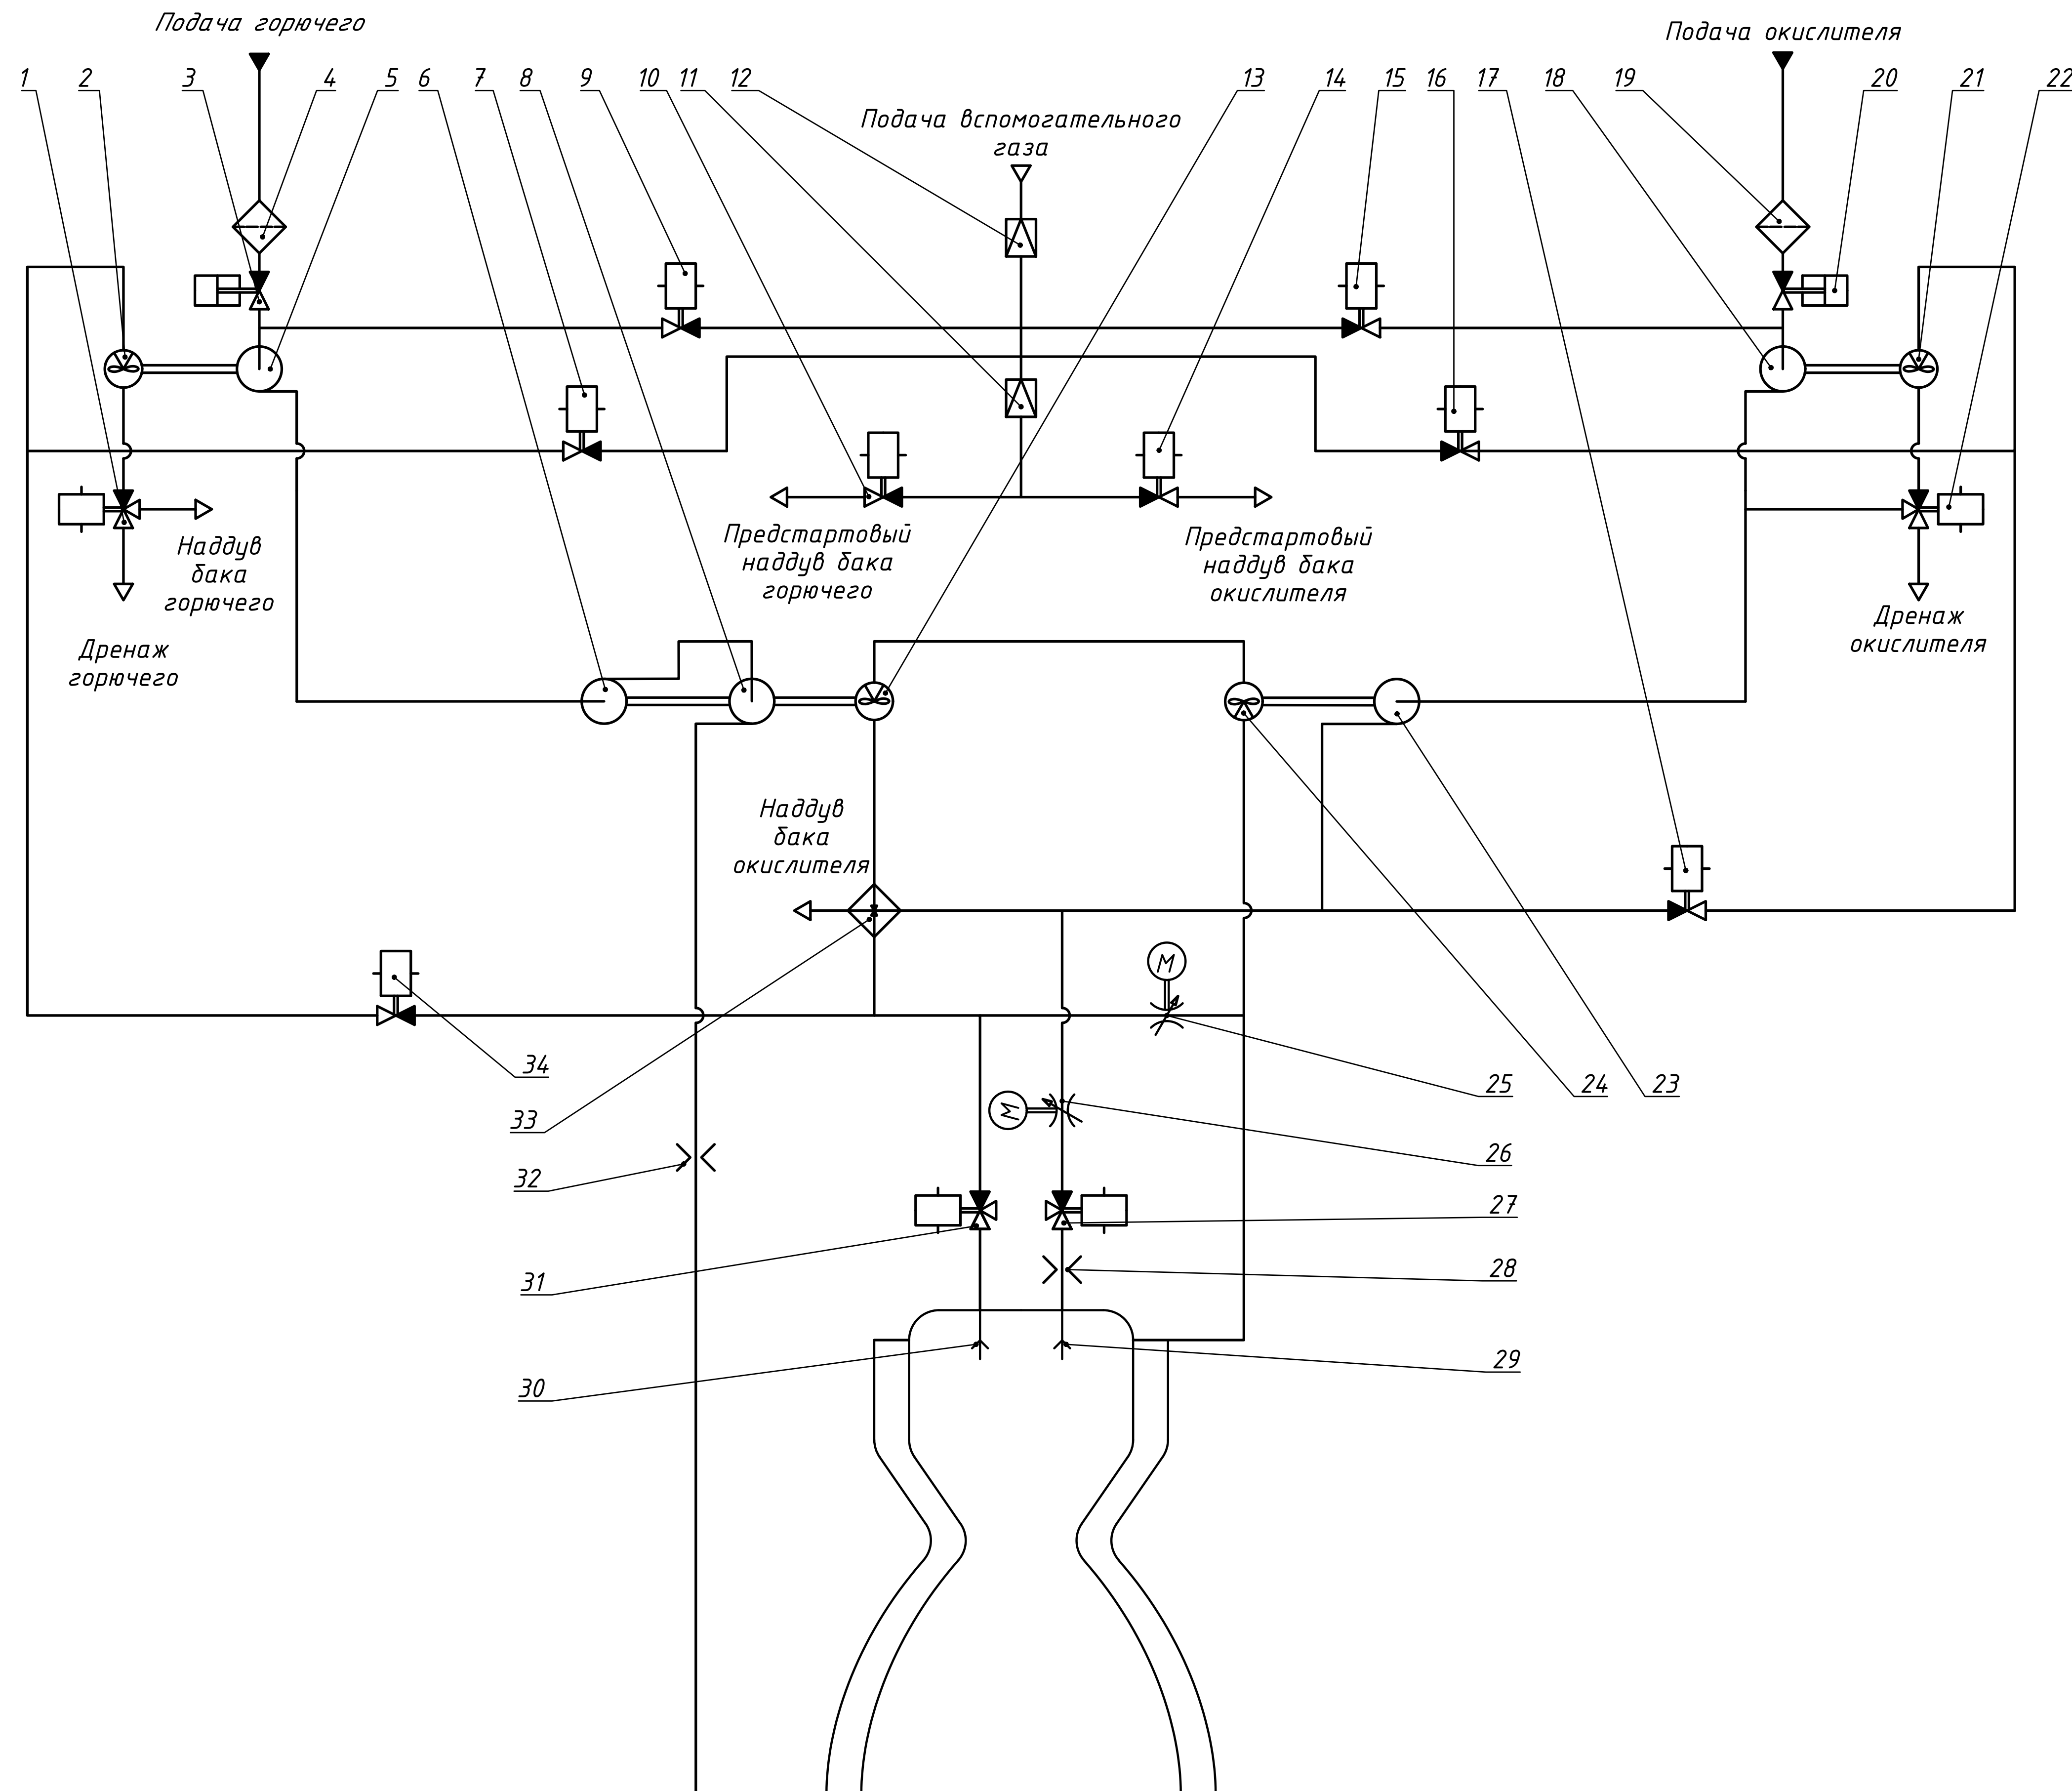 Подача горючего
Подача окислителя
1
2
3
4
5
6
7
8
9
10
11
12
13
14
15
16
17
18
19
20
21
22
Подача вспомогательного
газа
Наддув
бака
горючего
Предстартовый
наддув бака
горючего
Предстартовый
наддув бака
окислителя
Дренаж
горючего
Дренаж
окислителя
Наддув
бака
окислителя
М
34
33
32
31
30
М
25
24
23
26
27
28
29